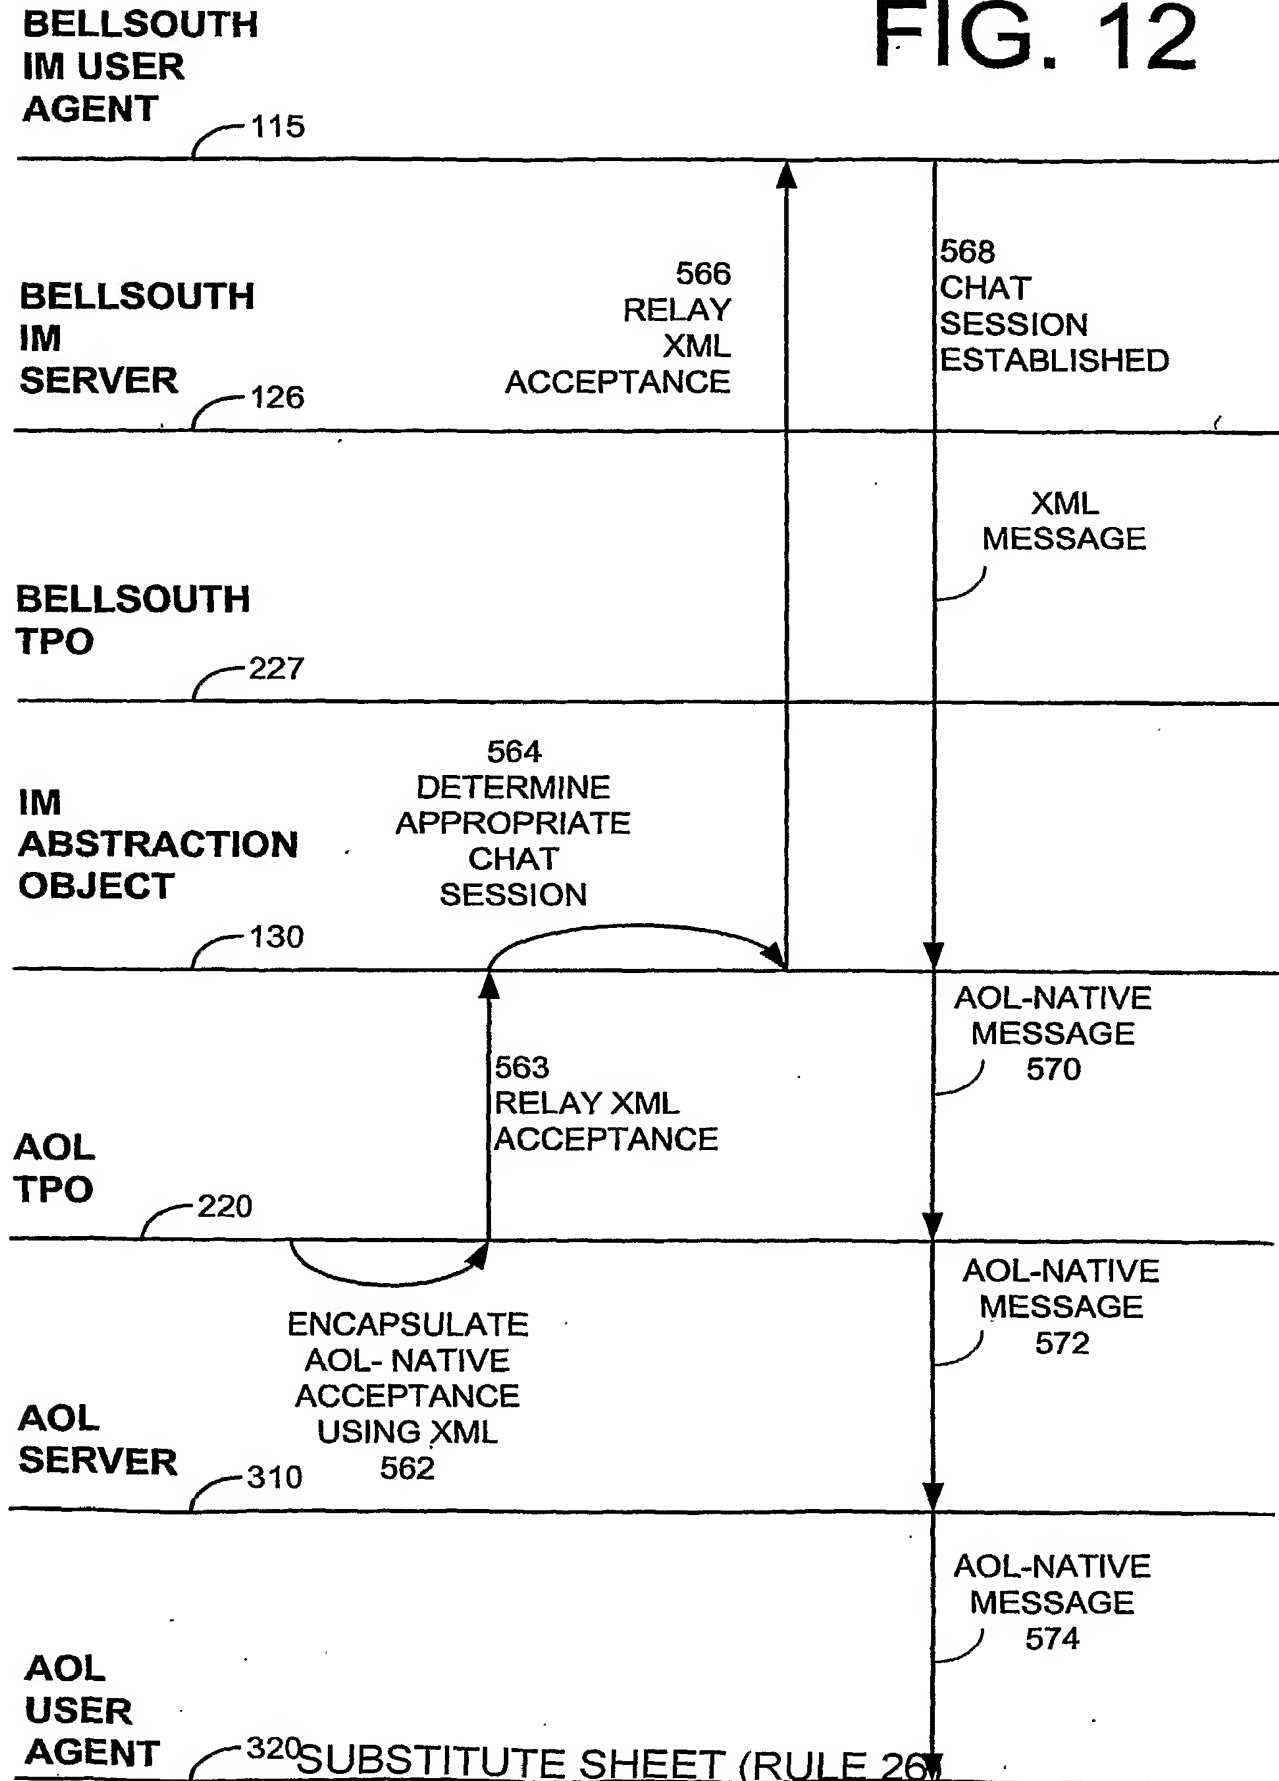 FIG. 12
BELLSOUTH
IM USER
AGENT
115
566
RELAY
XML
ACCEPTANCE
568
CHAT
SESSION
ESTABLISHED
BELLSOUTH
IM
SERVER
126
XML
MESSAGE
BELLSOUTH
TPO
227
564
DETERMINE
APPROPRIATE
CHAT
SESSION
IM
ABSTRACTION
OBJECT
130
AOL-NATIVE
MESSAGE
570
563
RELAY XML
ACCEPTANCE
AOL
TPO
220
AOL-NATIVE
MESSAGE
572
ENCAPSULATE
AOL- NATIVE
ACCEPTANCE
USING XML
562
AOL
SERVER
310
AOL-NATIVE
MESSAGE
574
AOL
USER
AGENT
320
SUBSTITUTE SHEET (RULE 26)